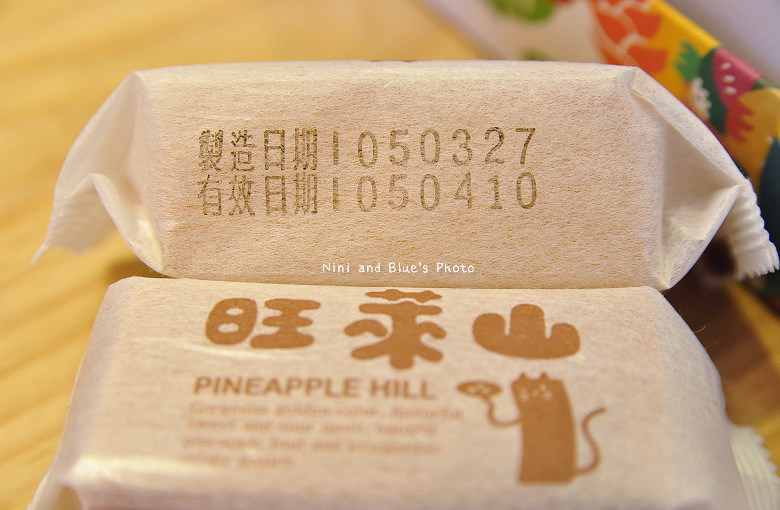 製造日期1050327
有效日期1050410
Nini and Blue's Photo
旺萊山
PINEAPPLE HILL